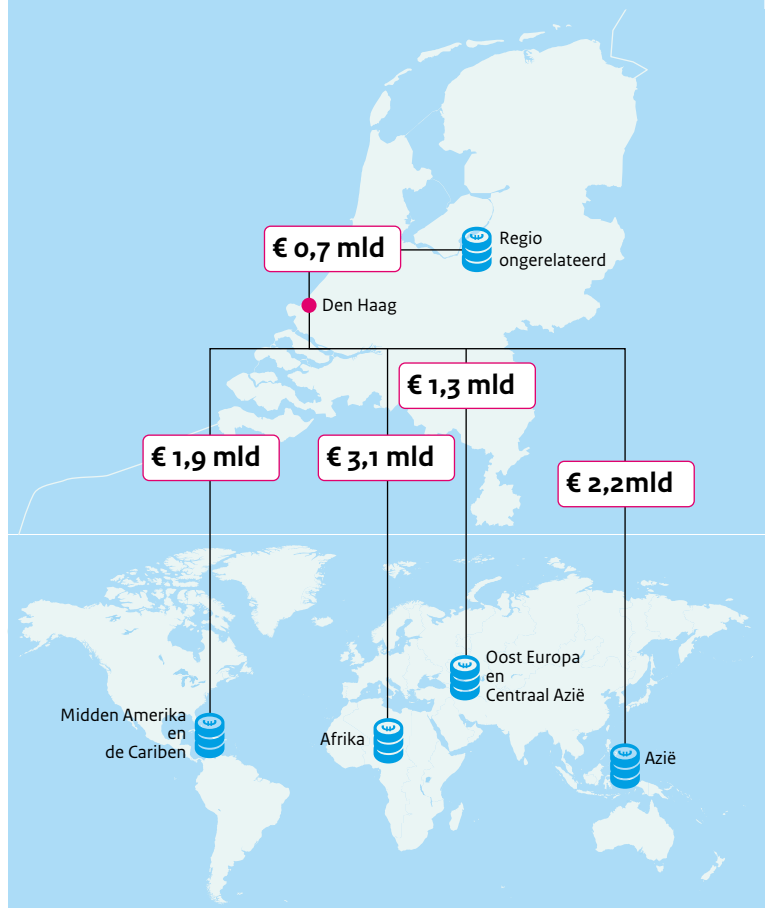 € 0,7 mld
Regio
ongerelateerd
Den Haag
€ 1,3 mld
€ 1,9 mld
€ 3,1 mld
€ 2,2mld
Oost Europa
en
Centraal Azië
Midden Amerika
en
de Cariben
Afrika
Azië